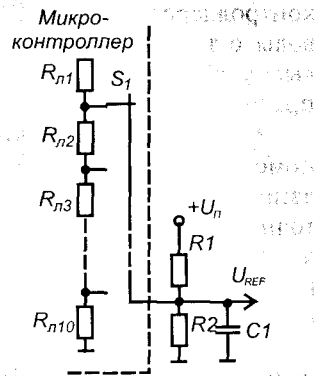 Микро-
контроллер
Rл1
S1
Rл2
Rл3
+Uп
R1
UREF
Rл10
R2
C1